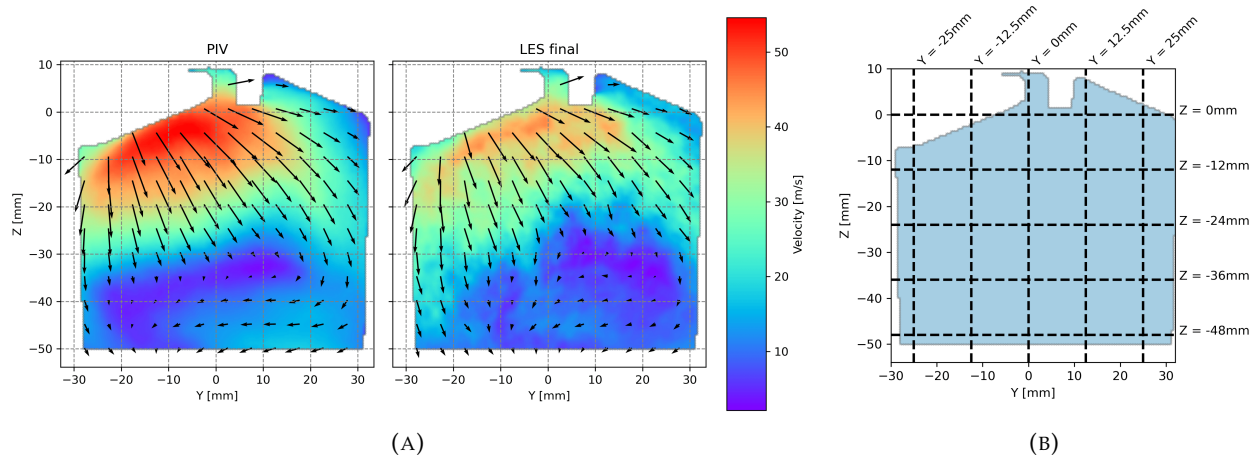 PIV
LES final
10
0
−10
−20
−30
−40
−50
Z [mm]
−30
−20
−10
0
10
20
30
Y [mm]
−30
−20
−10
0
10
20
30
Y [mm]
50
40
30
20
10
Velocity [m/s]
(A)
Y = -25mm
Y = -12.5mm
Y = 0mm
Y = 12.5mm
Y = 25mm
10
0
−10
−20
−30
−40
−50
Z [mm]
Z = 0mm
Z = -12mm
Z = -24mm
Z = -36mm
Z = -48mm
−30
−20
−10
0
10
20
30
Y [mm]
(B)